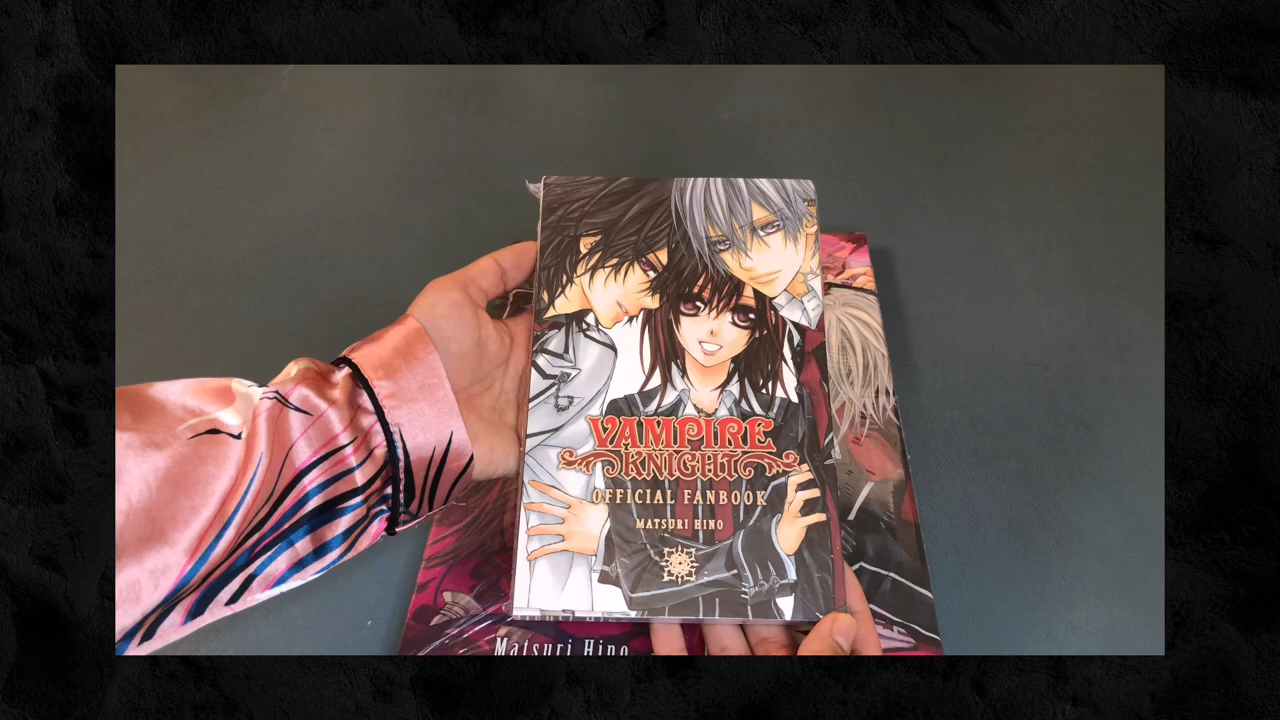 VAMPIRE
KNIGHT
OFFICIAL FANBOOK
MATSURI HINO
Matsuri Hino